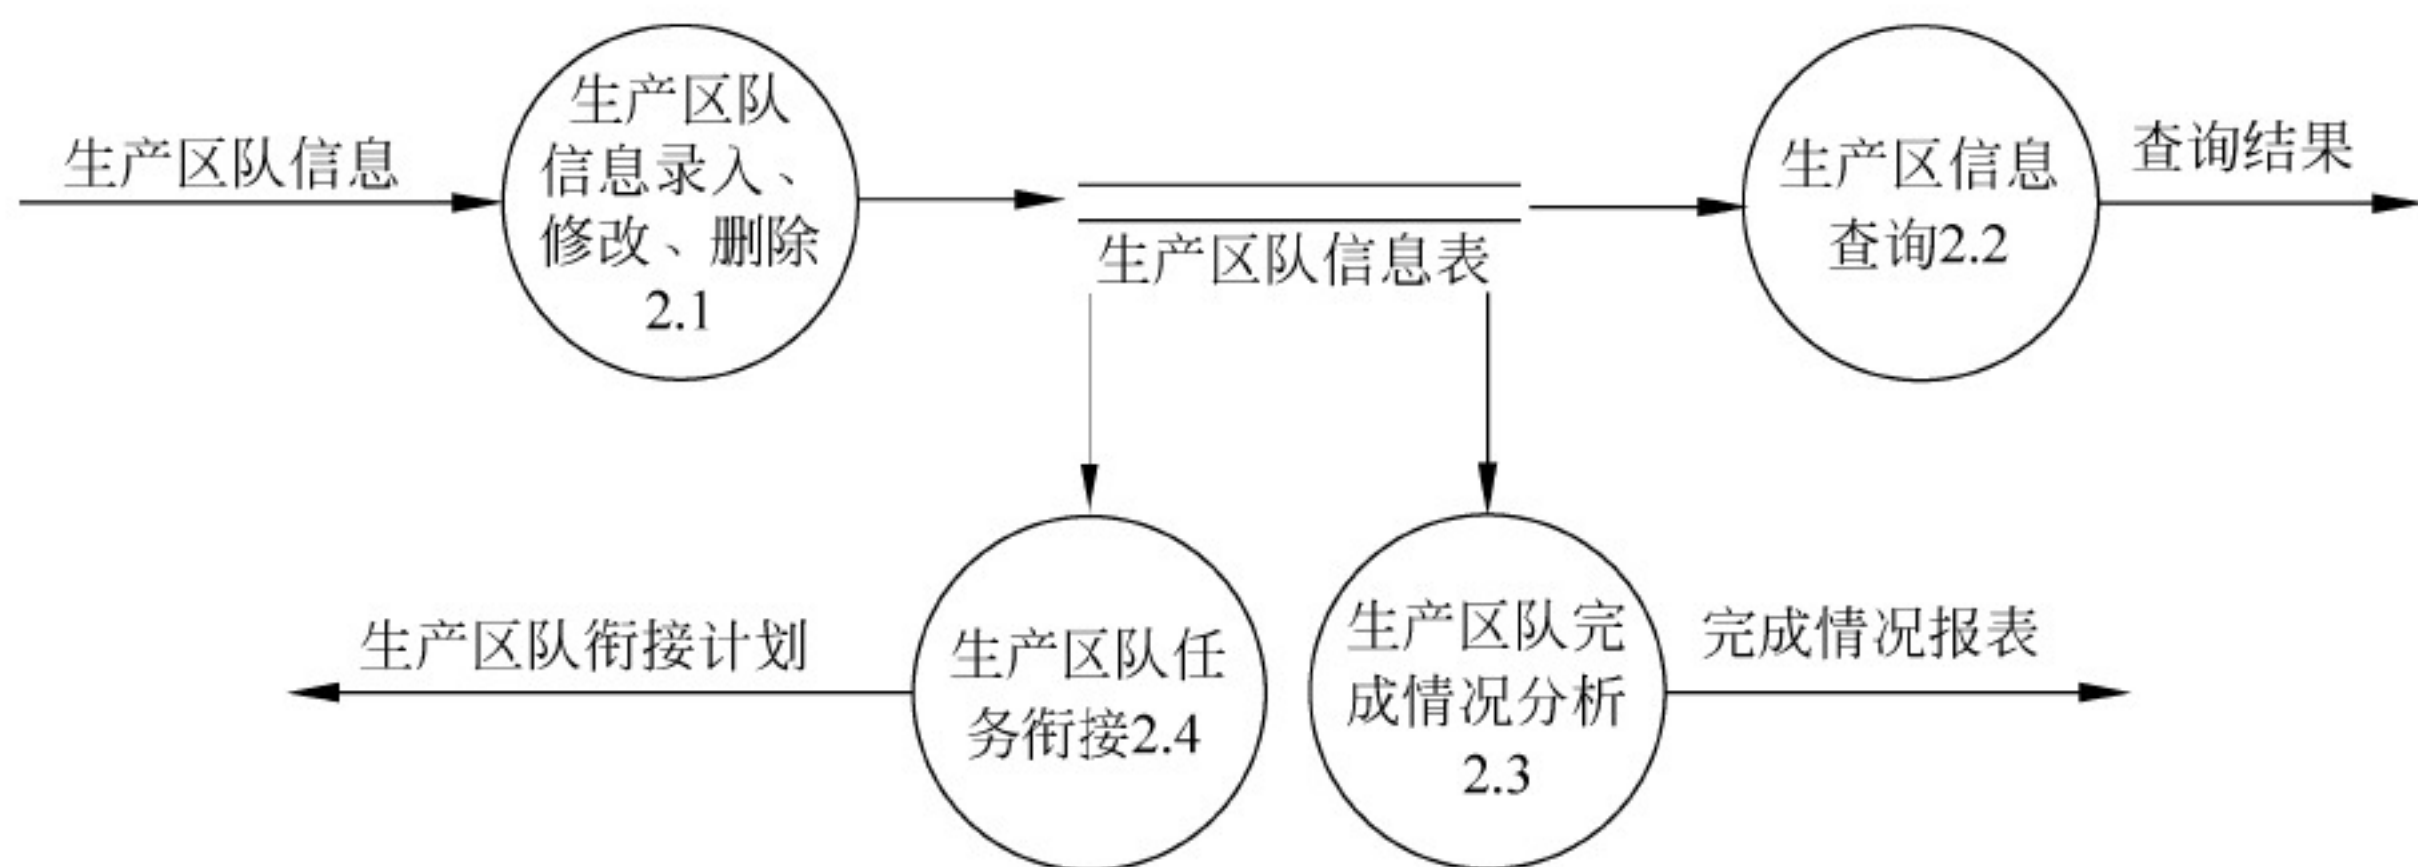 生产区队信息
生产区队
信息录入、
修改、删除
2.1
生产区队信息表
生产区信息
查询2.2
查询结果
生产区队衔接计划
生产区队任
务衔接2.4
生产区队完
成情况分析
2.3
完成情况报表